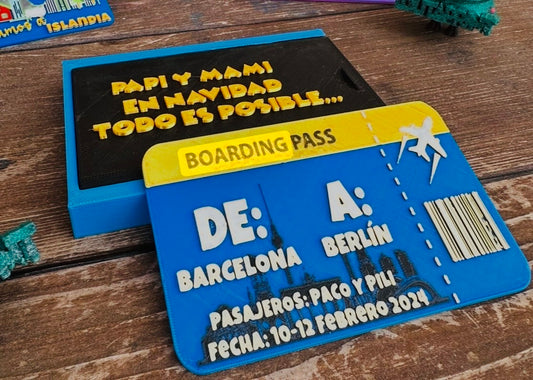 ISLANDIA
PAPI Y MAMI
EN NAVIDAD
TODO ES POSIBLE...
BOARDING PASS
DE:
A:
BARCELONA
BERLÍN
PASAJEROS: PACO Y PILI
FECHA: 10-12 FEBRERO 2024